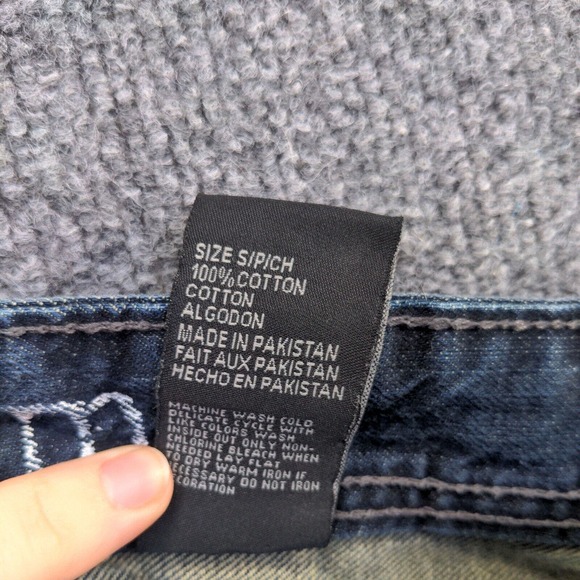 SIZE S/P/CH
100% COTTON
COTTON
ALGODON
MADE IN PAKISTAN
FAIT AUX PAKISTAN
HECHO EN PAKISTAN
MACHINE WASH COLD
DELICATE CYCLE WITH
LIKE COLORS WASH
INSIDE OUT ONLY NON-
CHLORINE BLEACH WHEN
NEEDED LAY FLAT
TO DRY WARM IRON IF
NECESSARY DO NOT IRON